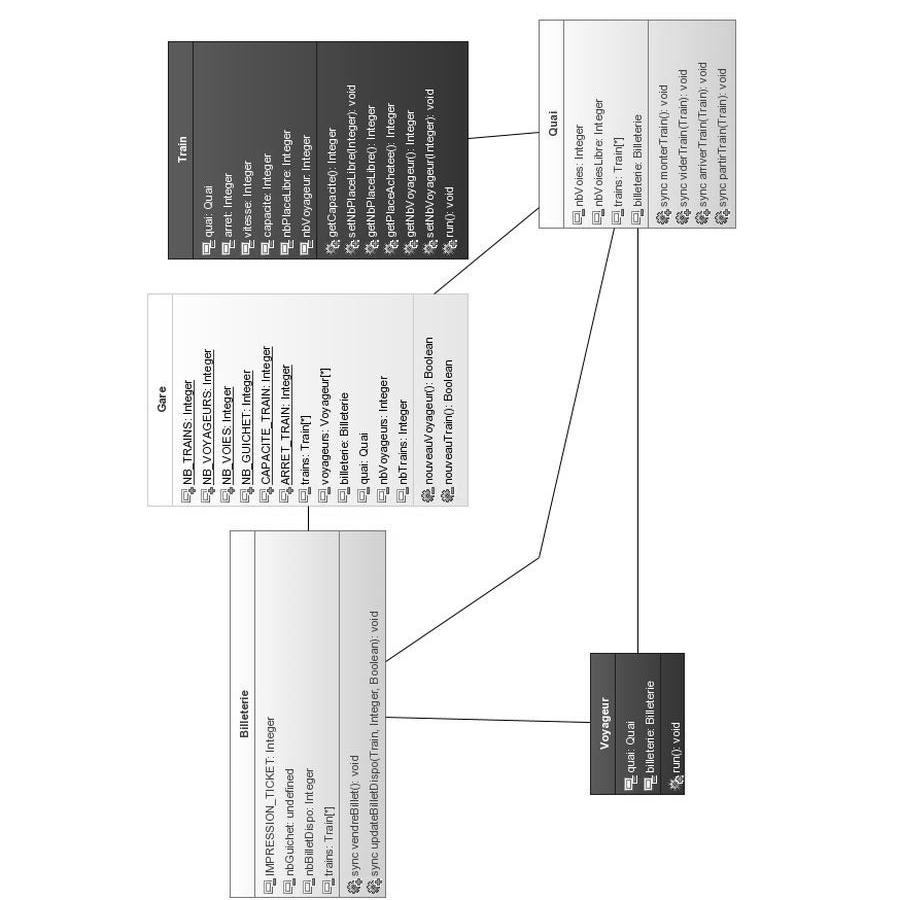 Train
quai: Quai
arret: Integer
vitesse: Integer
capacite: Integer
nbPlaceLibre: Integer
nbVoyageur: Integer
getCapacite(): Integer
setNbPlaceLibre(Integer): void
getNbPlaceLibre(): Integer
getPlaceAchetee(): Integer
getNbVoyageur(): Integer
setNbVoyageur(Integer): void
run(): void
Quai
nbVoies: Integer
nbVoiesLibre: Integer
trains: Train[*]
billeterie: Billeterie
sync monterTrain(): void
sync viderTrain(Train): void
sync arriverTrain(Train): void
sync partirTrain(Train): void
Gare
NB_TRAINS: Integer
NB_VOYAGEURS: Integer
NB_VOIES: Integer
NB_GUICHET: Integer
CAPACITE_TRAIN: Integer
ARRET_TRAIN: Integer
trains: Train[*]
voyageurs: Voyageur[*]
billeterie: Billeterie
quai: Quai
nbVoyageurs: Integer
nbTrains: Integer
nouveauVoyageur(): Boolean
nouveauTrain(): Boolean
Billeterie
IMPRESSION_TICKET: Integer
nbGuichet: undefined
nbBilletDispo: Integer
trains: Train[*]
sync vendreBillet(): void
sync updateBilletDispo(Train, Integer, Boolean): void
Voyageur
quai: Quai
billeterie: Billeterie
run(): void